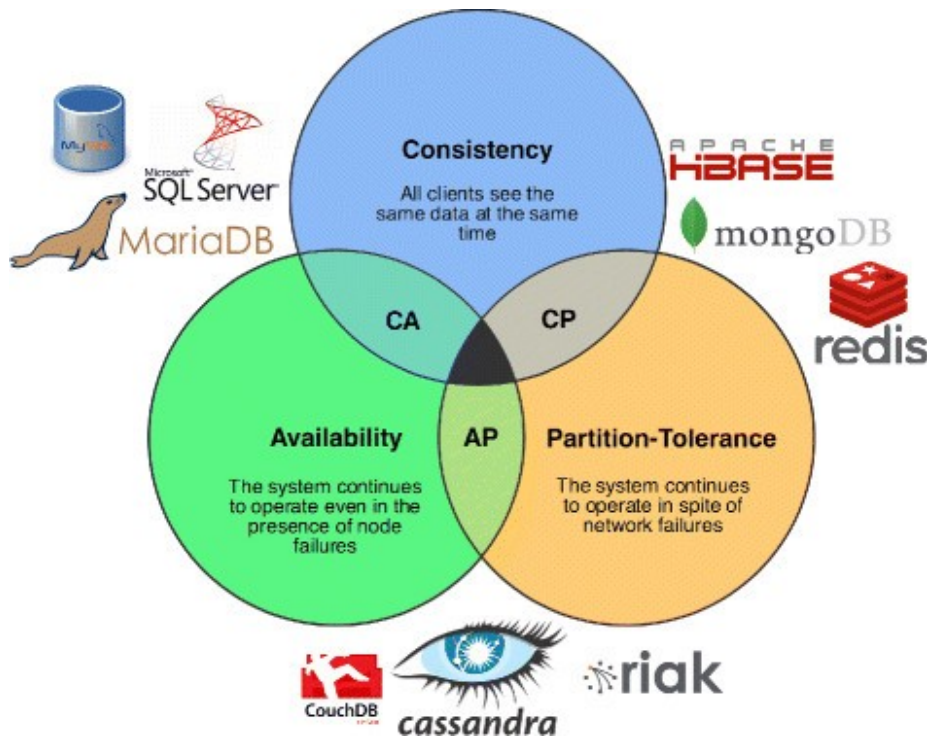 Consistency
All clients see the
same data at the same
time
MySQL
Microsoft®
SQL Server
MariaDB
APACHE
HBASE
mongoDB
redis
CA
CP
AP
Availability
The system continues
to operate even in the
presence of node
failures
Partition-Tolerance
The system continues
to operate in spite of
network failures
CouchDB
cassandra
riak